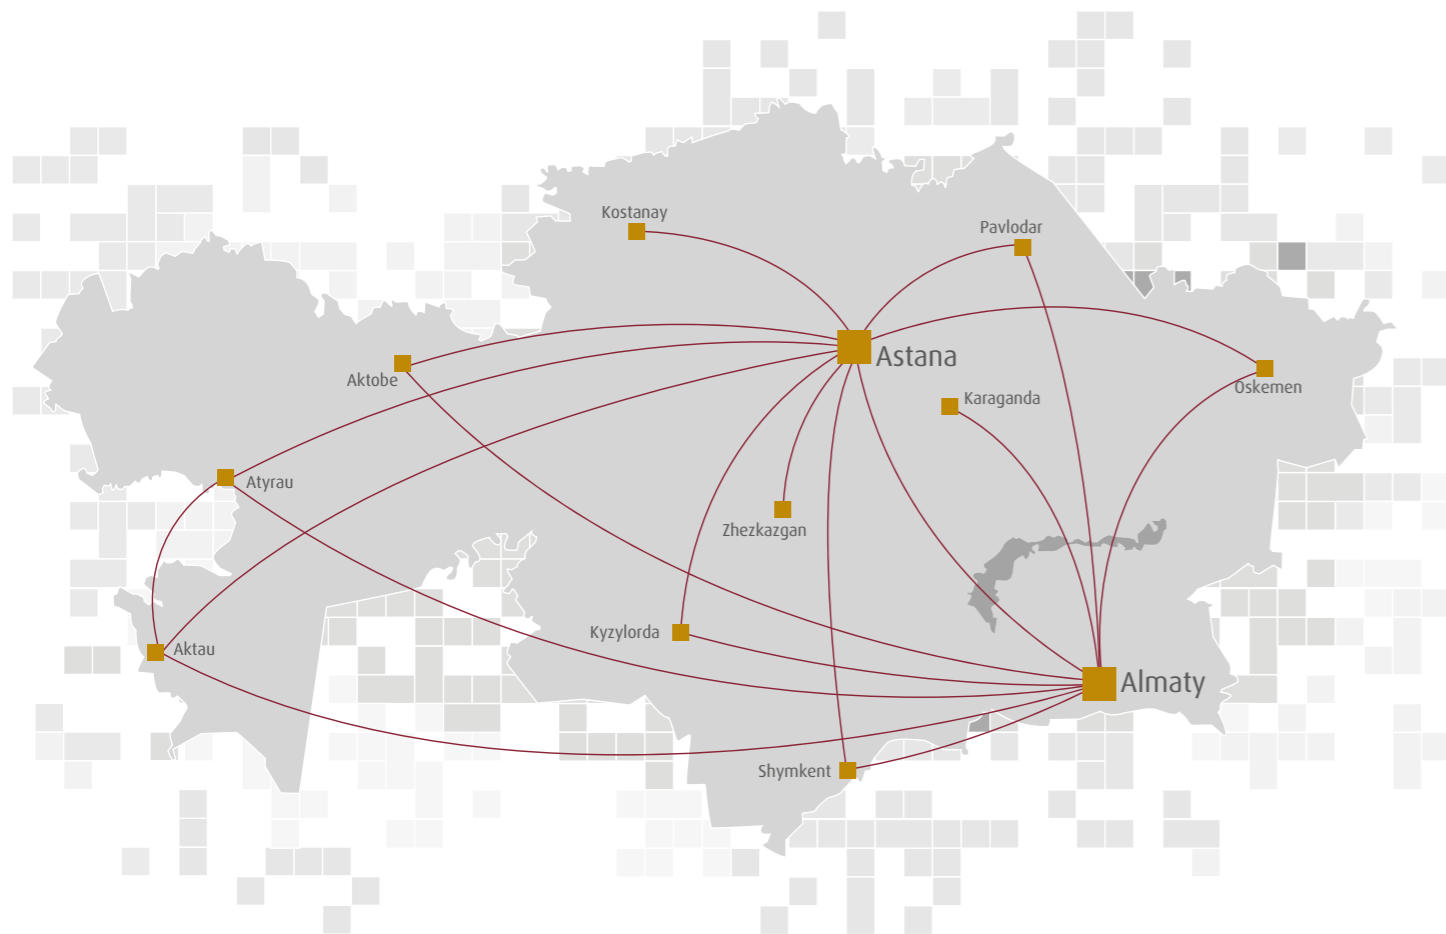 Kostanay
Pavlodar
Astana
Aktobe
Karaganda
Oskemen
Atyrau
Zhezkazgan
Kyzylorda
Aktau
Almaty
Shymkent